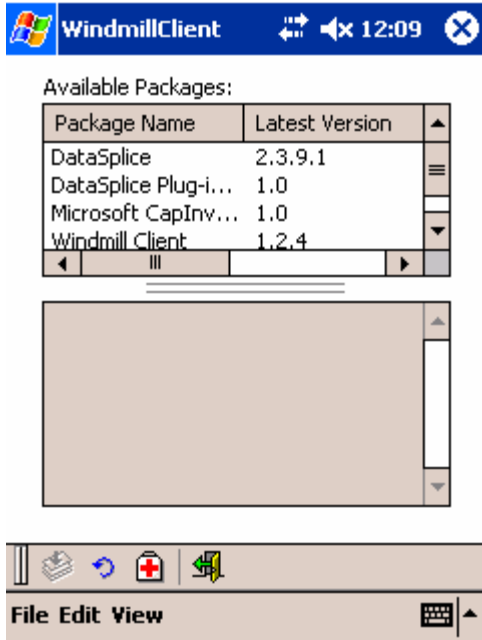 WindmillClient 12:09
Available Packages:
Package Name Latest Version
DataSplice 2.3.9.1
DataSplice Plug-i... 1.0
Microsoft CapInv... 1.0
Windmill Client 1.2.4
File Edit View